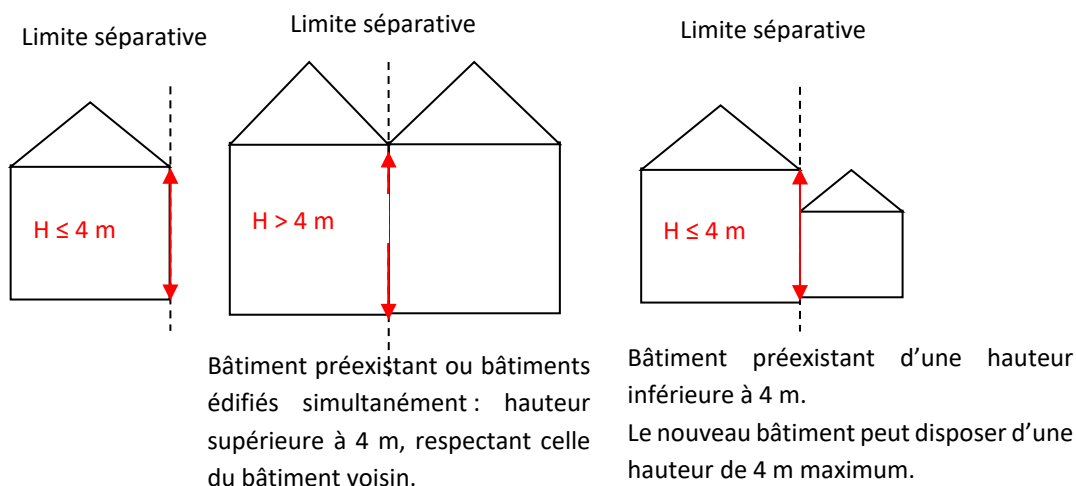 Limite séparative
Limite séparative
Limite séparative
H ≤ 4 m
H > 4 m
H ≤ 4 m
Bâtiment préexistant ou bâtiments
édifiés simultanément : hauteur
supérieure à 4 m, respectant celle
du bâtiment voisin.
Bâtiment préexistant d’une hauteur
inférieure à 4 m.
Le nouveau bâtiment peut disposer d’une
hauteur de 4 m maximum.